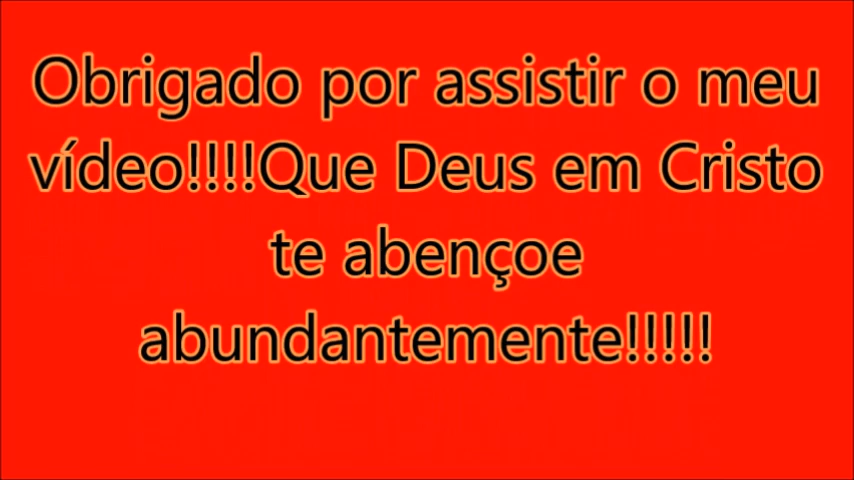 Obrigado por assistir o meu
vídeo!!!!Que Deus em Cristo
te abençoe
abundantemente!!!!!